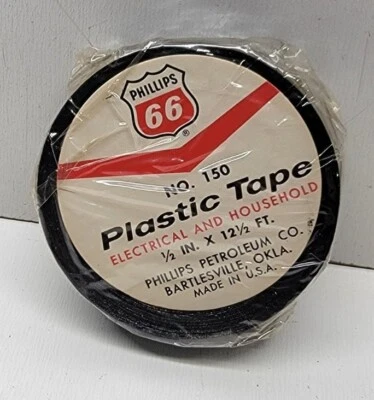 PHILLIPS
66
®
NO. 150
Plastic Tape
ELECTRICAL AND HOUSEHOLD
½ IN. X 12½ FT.
PHILLIPS PETROLEUM CO.
BARTLESVILLE, OKLA.
MADE IN U.S.A.